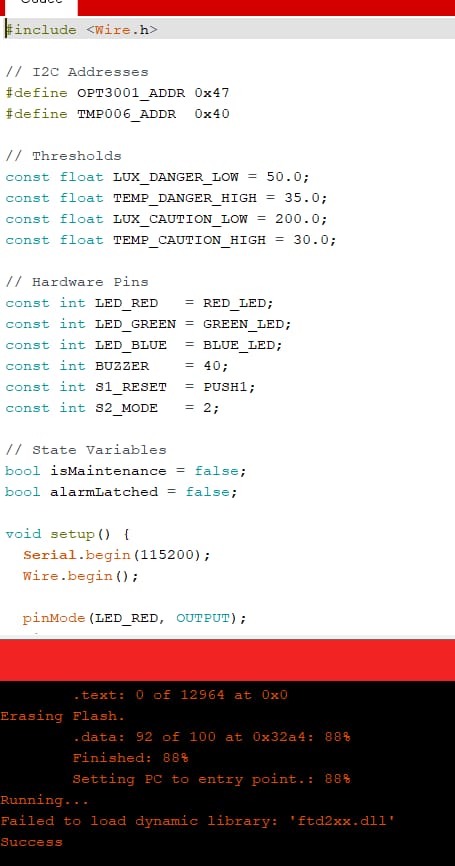 #include <Wire.h>
// I2C Addresses
#define OPT3001_ADDR 0x47
#define TMP006_ADDR  0x40
// Thresholds
const float LUX_DANGER_LOW = 50.0;
const float TEMP_DANGER_HIGH = 35.0;
const float LUX_CAUTION_LOW = 200.0;
const float TEMP_CAUTION_HIGH = 30.0;
// Hardware Pins
const int LED_RED   = RED_LED;
const int LED_GREEN = GREEN_LED;
const int LED_BLUE  = BLUE_LED;
const int BUZZER    = 40;
const int S1_RESET  = PUSH1;
const int S2_MODE   = 2;
// State Variables
bool isMaintenance = false;
bool alarmLatched = false;
void setup() {
  Serial.begin(115200);
  Wire.begin();
  pinMode(LED_RED, OUTPUT);
.text: 0 of 12964 at 0x0
Erasing Flash.
.data: 92 of 100 at 0x32a4: 88%
Finished: 88%
Setting PC to entry point.: 88%
Running...
Failed to load dynamic library: 'ftd2xx.dll'
Success